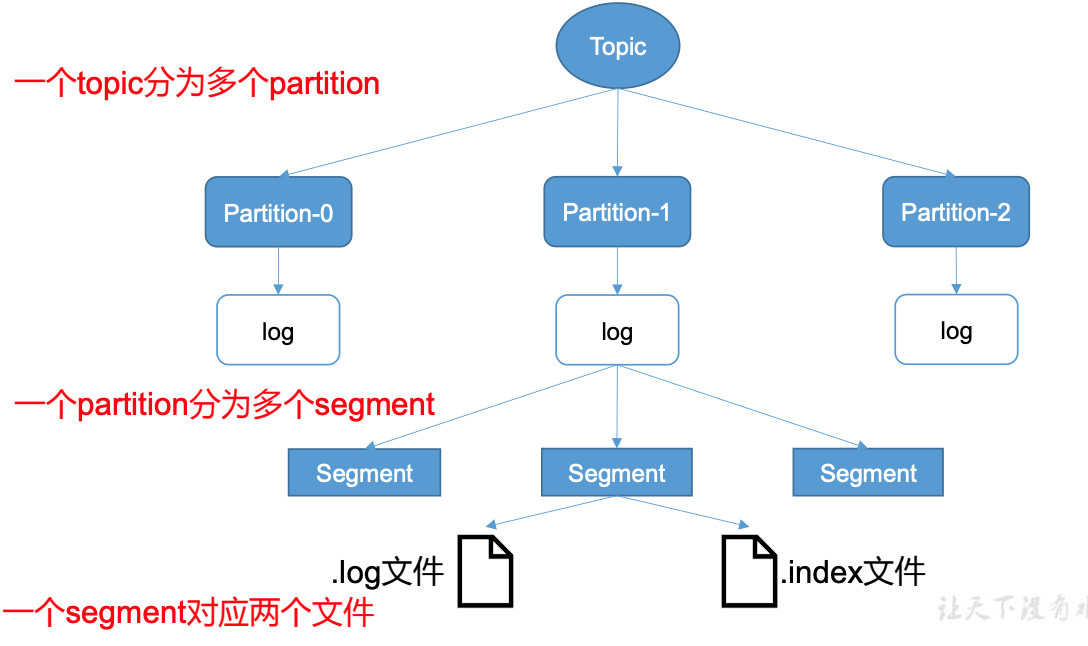 Topic
一个topic分为多个partition
Partition-0
Partition-1
Partition-2
log
log
log
一个partition分为多个segment
Segment
Segment
Segment
.log文件
.index文件
一个segment对应两个文件
让天下没有难